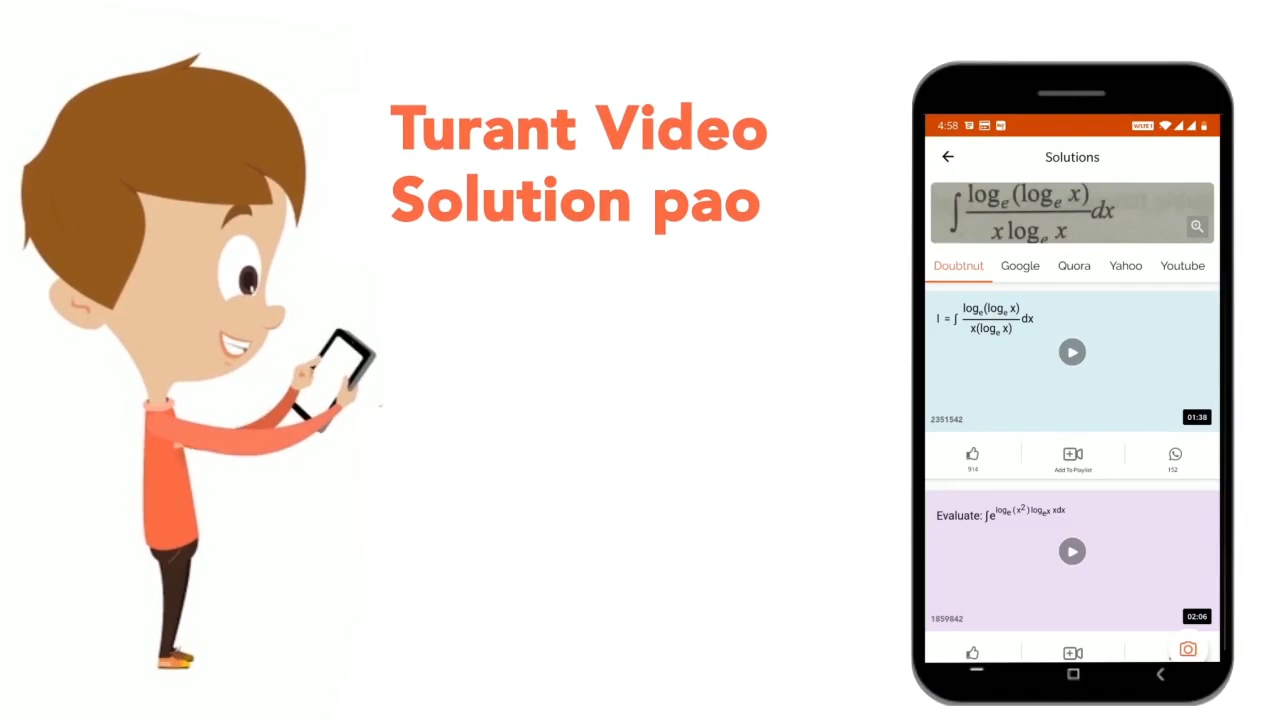 Turant Video
Solution pao
4:58
VoLTE1
Solutions
∫ logₑ(logₑ x) / x logₑ x dx
Doubtnut Google Quora Yahoo Youtube
I = ∫ logₑ(logₑ x) / x(logₑ x) dx
2351542
01:38
914
Add To Playlist
152
Evaluate: ∫e^logₑ(x²)logₑx xdx
1859842
02:06